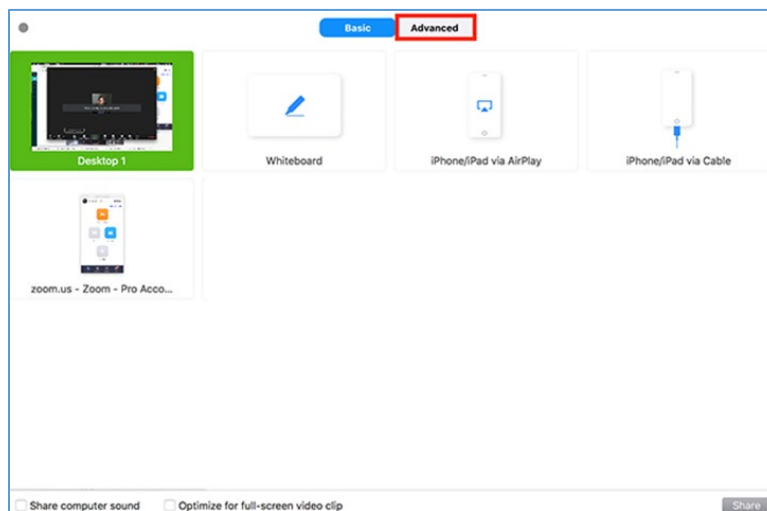 Basic
Advanced
Desktop 1
Whiteboard
iPhone/iPad via AirPlay
iPhone/iPad via Cable
zoom.us - Zoom - Pro Acco...
Share computer sound
Optimize for full-screen video clip
Share